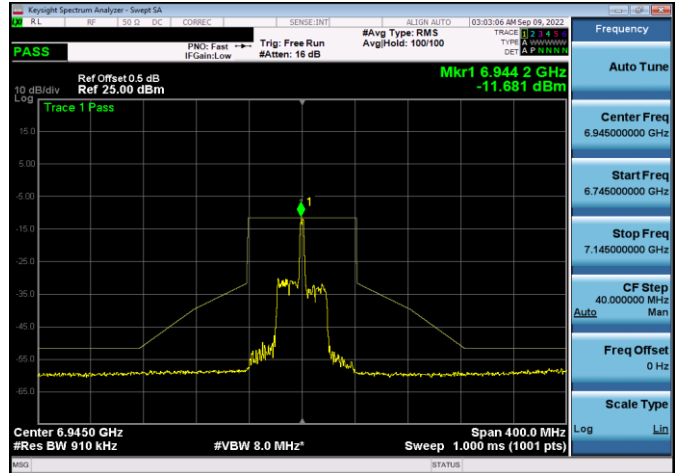 Keysight Spectrum Analyzer - Swept SA
RL RF 50 Ω DC CORREC SENSE:INT ALIGN AUTO 03:03:06 AM Sep 09, 2022
PASS
PNO: Fast
IFGain:Low
Trig: Free Run
#Atten: 16 dB
#Avg Type: RMS
Avg|Hold: 100/100
TRACE 1 2 3 4 5 6
TYPE A WWWWW
DET A P N N N N
Frequency
Ref Offset 0.5 dB
10 dB/div Ref 25.00 dBm
Log
Mkr1 6.944 2 GHz
-11.681 dBm
Trace 1 Pass
15.0
5.00
-5.00
-15.0
-25.0
-35.0
-45.0
-55.0
-65.0
1
Center 6.9450 GHz
#Res BW 910 kHz
#VBW 8.0 MHz*
Span 400.0 MHz
Sweep 1.000 ms (1001 pts)
Auto Tune
Center Freq
6.945000000 GHz
Start Freq
6.745000000 GHz
Stop Freq
7.145000000 GHz
CF Step
40.000000 MHz
Auto Man
Freq Offset
0 Hz
Scale Type
Log Lin
MSG STATUS